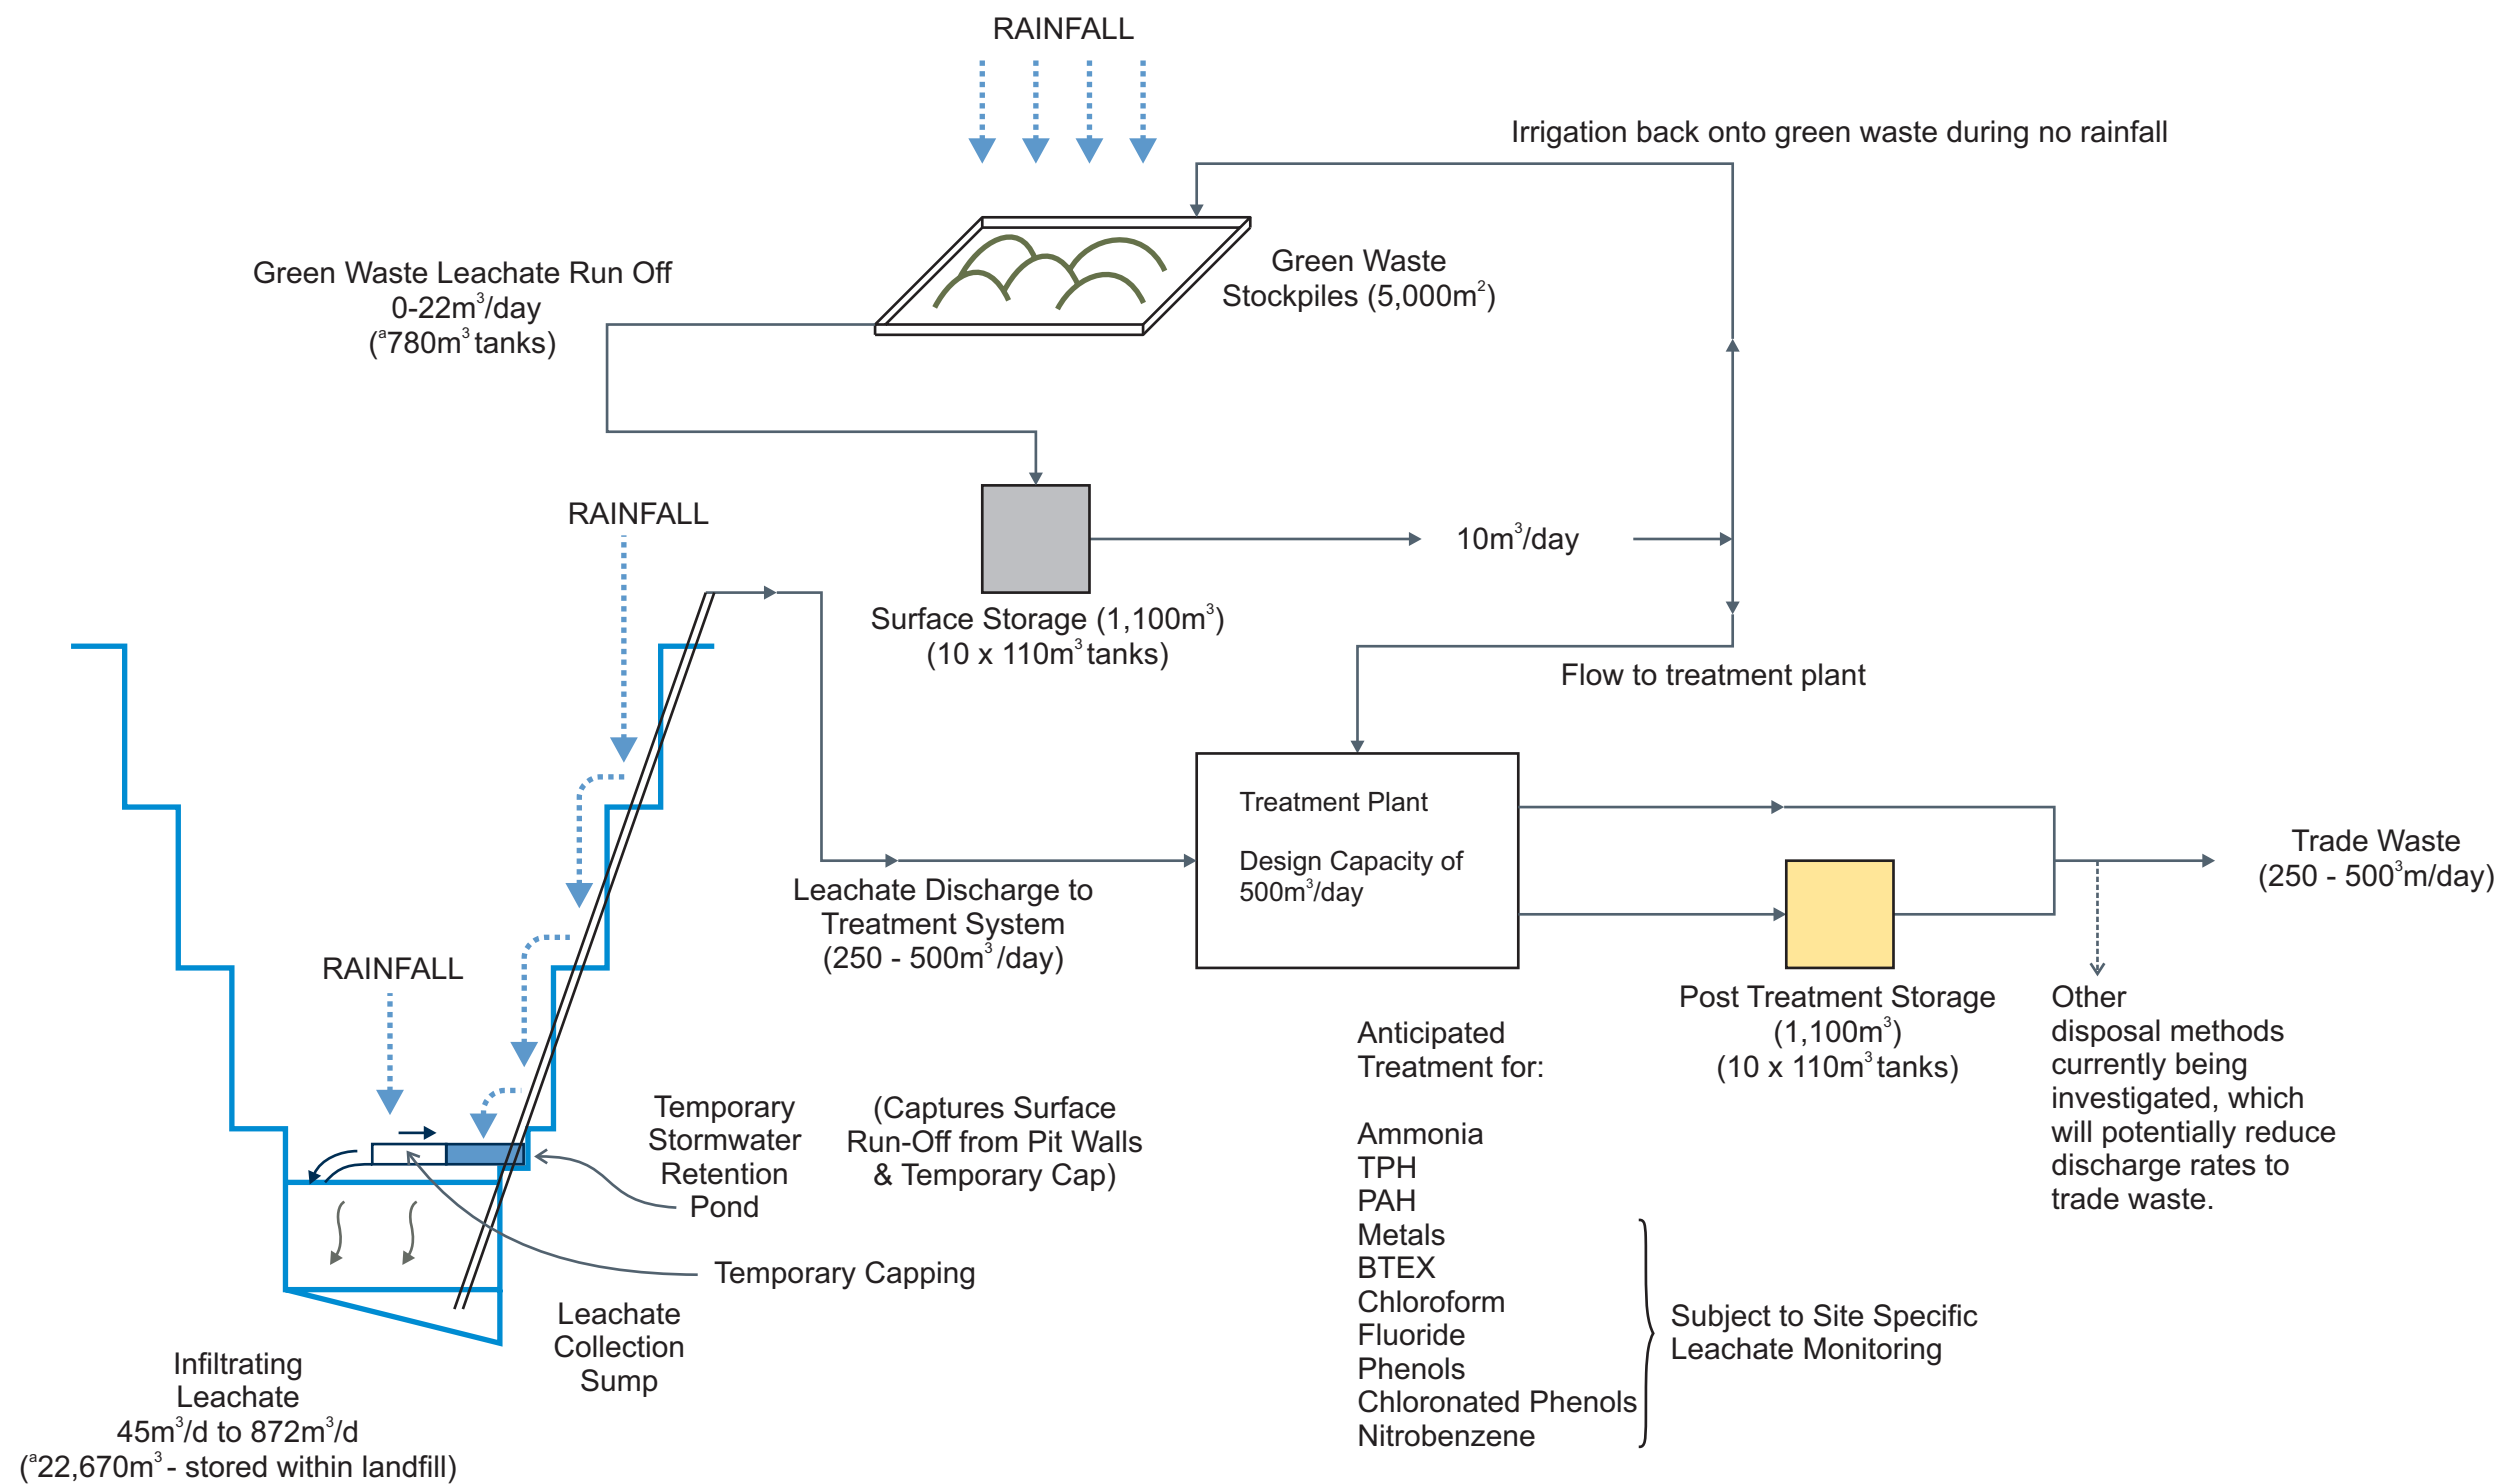 RAINFALL
Irrigation back onto green waste during no rainfall
Green Waste Leachate Run Off
0-22m³/day
(ª780m³ tanks)
Green Waste
Stockpiles (5,000m²)
RAINFALL
10m³/day
Surface Storage (1,100m³)
(10 x 110m³ tanks)
Flow to treatment plant
Treatment Plant
Design Capacity of
500m³/day
Trade Waste
(250 - 500³m/day)
Leachate Discharge to
Treatment System
(250 - 500m³/day)
RAINFALL
Post Treatment Storage
(1,100m³)
(10 x 110m³ tanks)
Other
disposal methods
currently being
investigated, which
will potentially reduce
discharge rates to
trade waste.
Temporary
Stormwater
Retention
Pond
(Captures Surface
Run-Off from Pit Walls
& Temporary Cap)
Anticipated
Treatment for:
Ammonia
TPH
PAH
Metals
BTEX
Chloroform
Fluoride
Phenols
Chloronated Phenols
Nitrobenzene
Subject to Site Specific
Leachate Monitoring
Temporary Capping
Leachate
Collection
Sump
Infiltrating
Leachate
45m³/d to 872m³/d
(ª22,670m³ - stored within landfill)